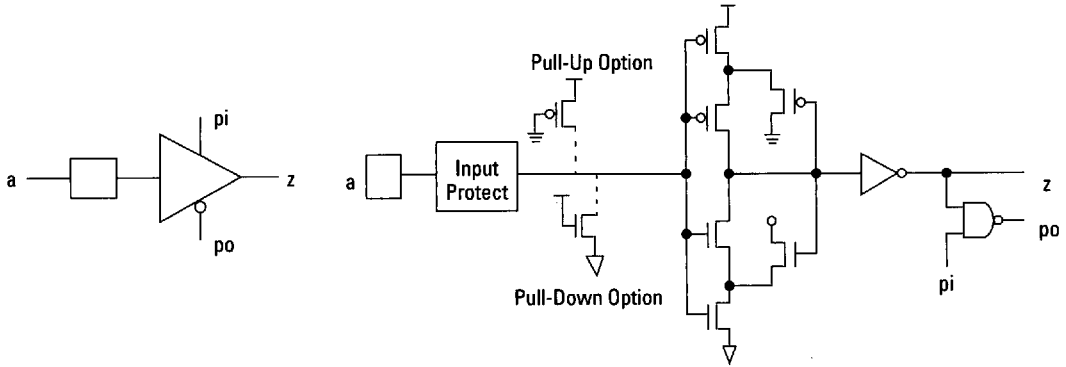 pi
a
z
po
Pull-Up Option
a
Input
Protect
Pull-Down Option
z
po
pi